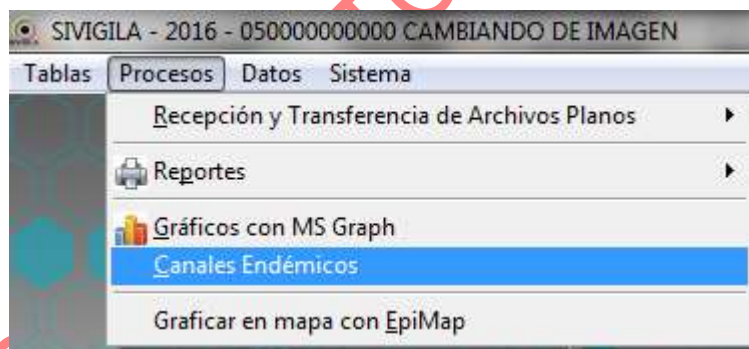 SIVIGILA - 2016 - 050000000000 CAMBIANDO DE IMAGEN
Tablas Procesos Datos Sistema
Recepción y Transferencia de Archivos Planos
Reportes
Gráficos con MS Graph
Canales Endémicos
Graficar en mapa con EpiMap